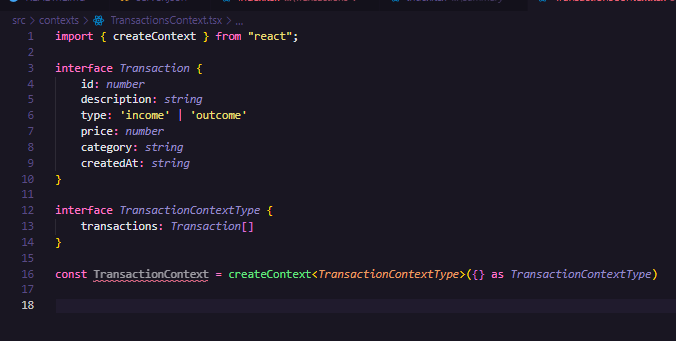 src > contexts > TransactionsContext.tsx > ...
1 import { createContext } from "react";
2
3 interface Transaction {
4 id: number
5 description: string
6 type: 'income' | 'outcome'
7 price: number
8 category: string
9 createdAt: string
10 }
11
12 interface TransactionContextType {
13 transactions: Transaction[]
14 }
15
16 const TransactionContext = createContext<TransactionContextType>({} as TransactionContextType)
17
18